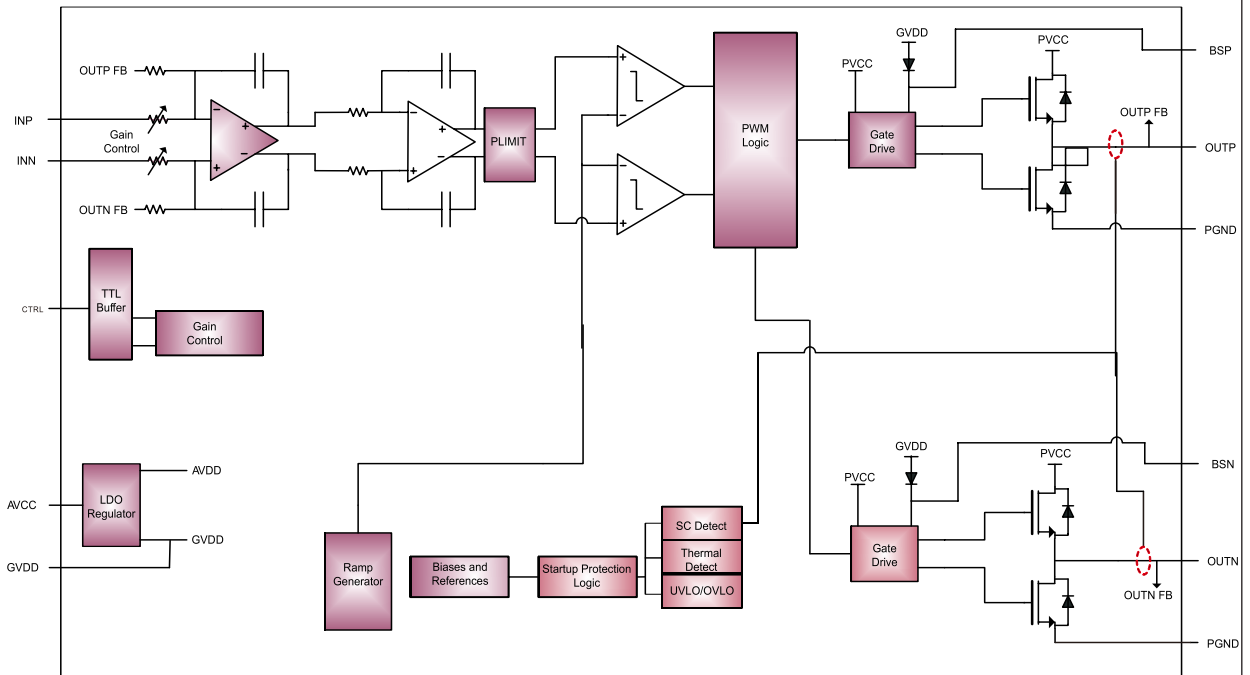 OUTP FB
INP
Gain
Control
INN
OUTN FB
+
−
−
+
+
−
−
+
PLIMIT
+
−
−
+
PWM
Logic
PVCC
GVDD
Gate
Drive
PVCC
BSP
OUTP FB
OUTP
PGND
CTRL
TTL
Buffer
Gain
Control
AVCC
LDO
Regulator
AVDD
GVDD
GVDD
Ramp
Generator
Biases and
References
Startup Protection
Logic
SC Detect
Thermal
Detect
UVLO/OVLO
PVCC
GVDD
Gate
Drive
PVCC
BSN
OUTN
OUTN FB
PGND